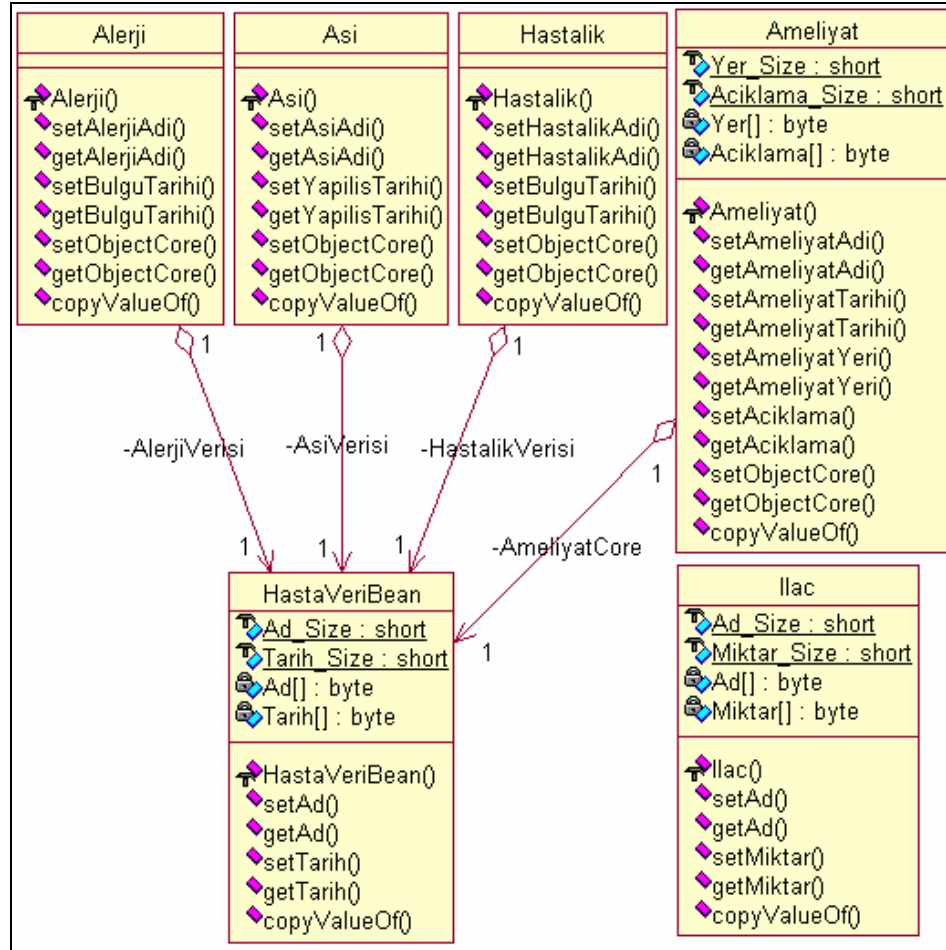 Alerji
Alerji()
setAlerjiAdi()
getAlerjiAdi()
setBulguTarihi()
getBulguTarihi()
setObjectCore()
getObjectCore()
copyValueOf()
Asi
Asi()
setAsiAdi()
getAsiAdi()
setYapilisTarihi()
getYapilisTarihi()
setObjectCore()
getObjectCore()
copyValueOf()
Hastalik
Hastalik()
setHastalikAdi()
getHastalikAdi()
setBulguTarihi()
getBulguTarihi()
setObjectCore()
getObjectCore()
copyValueOf()
Ameliyat
Yer_Size : short
Aciklama_Size : short
Yer[] : byte
Aciklama[] : byte
Ameliyat()
setAmeliyatAdi()
getAmeliyatAdi()
setAmeliyatTarihi()
getAmeliyatTarihi()
setAmeliyatYeri()
getAmeliyatYeri()
setAciklama()
getAciklama()
setObjectCore()
getObjectCore()
copyValueOf()
1
1
1
1
-AlerjiVerisi
-AsiVerisi
-HastalikVerisi
-AmeliyatCore
1
1
1
1
HastaVeriBean
Ad_Size : short
Tarih_Size : short
Ad[] : byte
Tarih[] : byte
HastaVeriBean()
setAd()
getAd()
setTarih()
getTarih()
copyValueOf()
Ilac
Ad_Size : short
Miktar_Size : short
Ad[] : byte
Miktar[] : byte
Ilac()
setAd()
getAd()
setMiktar()
getMiktar()
copyValueOf()